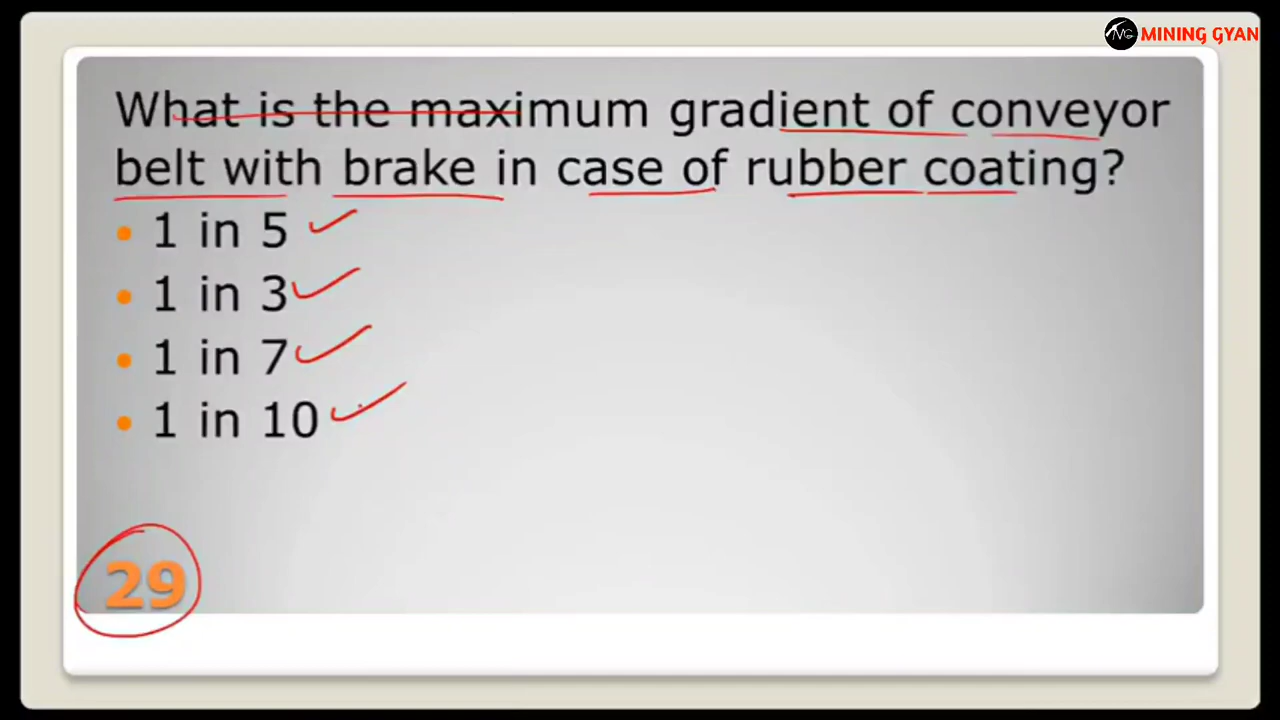 MINING GYAN
What is the maximum gradient of conveyor
belt with brake in case of rubber coating?
• 1 in 5
• 1 in 3
• 1 in 7
• 1 in 10
29